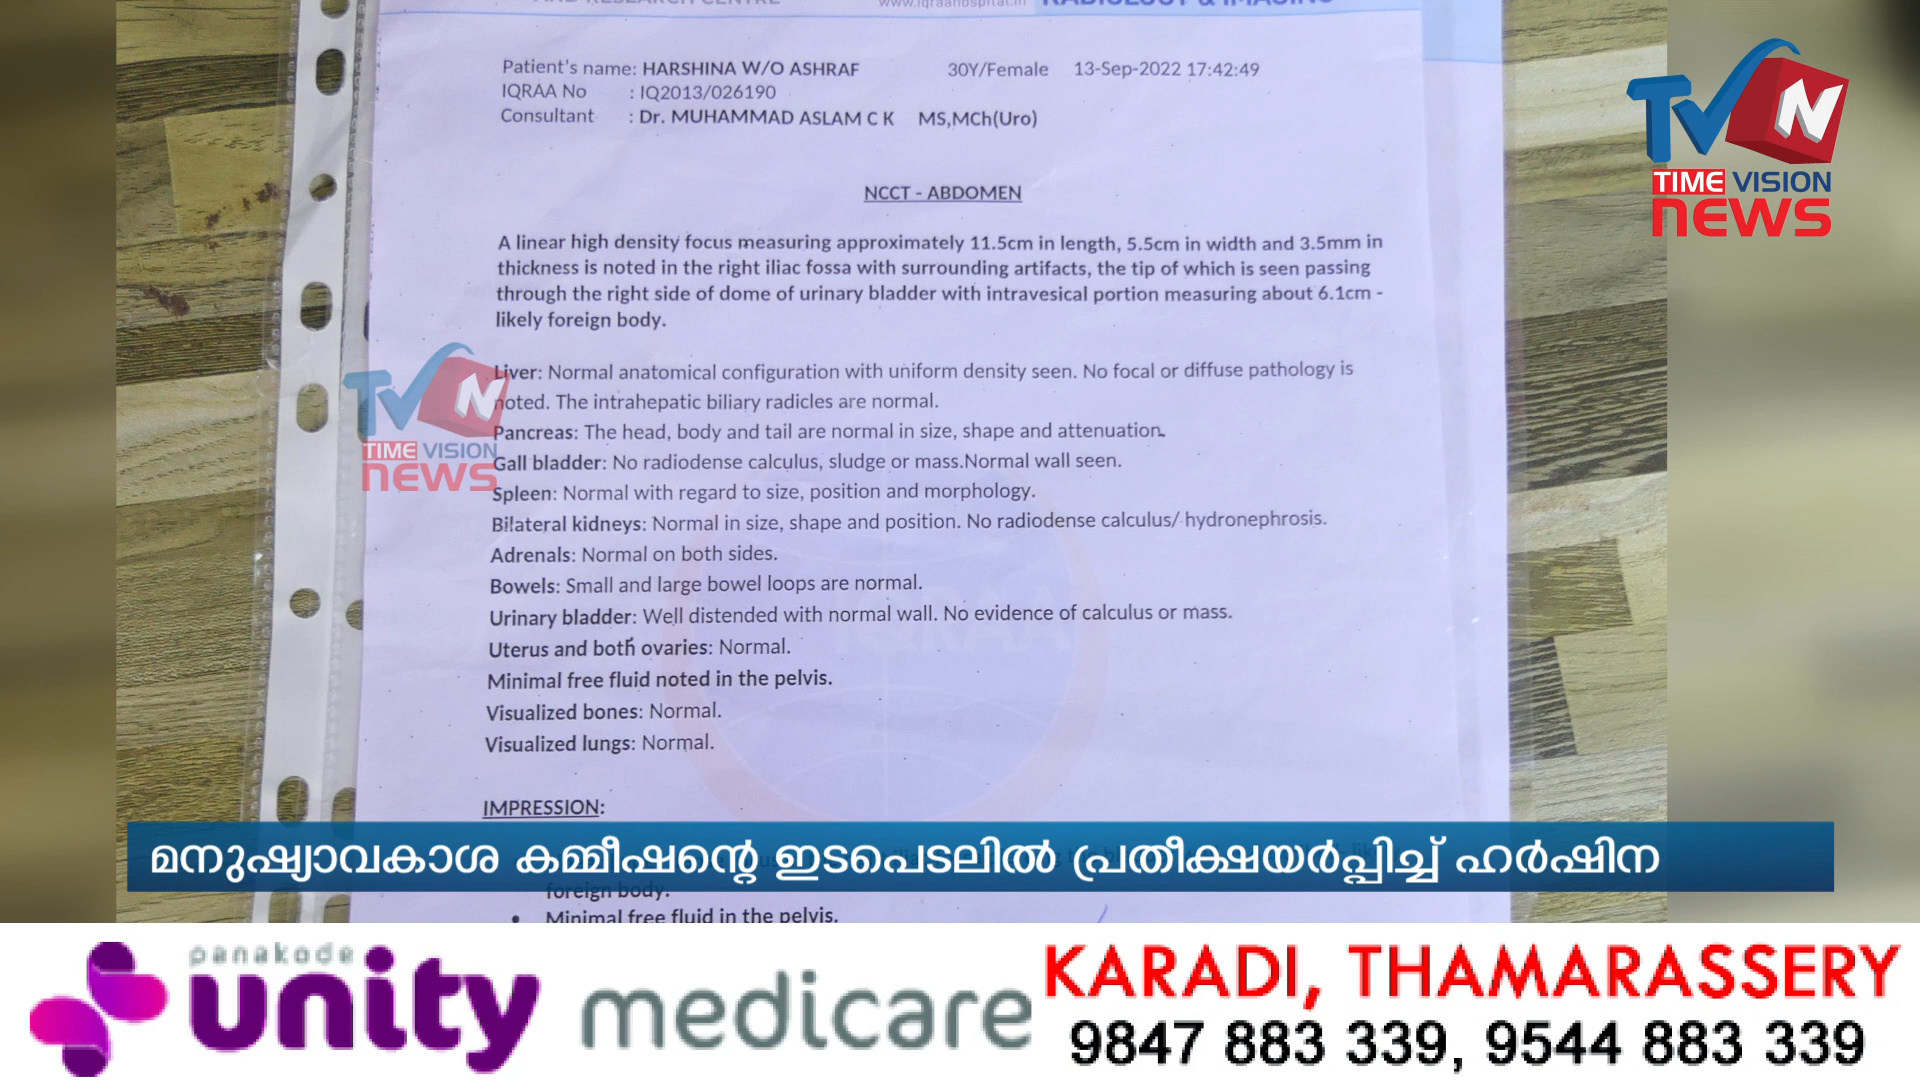 AND RESEARCH CENTRE www.iqraahospital.in RADIOLOGY & IMAGING
Patient's name: HARSHINA W/O ASHRAF 30Y/Female 13-Sep-2022 17:42:49
IQRAA No : IQ2013/026190
Consultant : Dr. MUHAMMAD ASLAM C K MS,MCh(Uro)
TVN
TIME VISION
NEWS
NCCT - ABDOMEN
A linear high density focus measuring approximately 11.5cm in length, 5.5cm in width and 3.5mm in
thickness is noted in the right iliac fossa with surrounding artifacts, the tip of which is seen passing
through the right side of dome of urinary bladder with intravesical portion measuring about 6.1cm -
likely foreign body.
Liver: Normal anatomical configuration with uniform density seen. No focal or diffuse pathology is
noted. The intrahepatic biliary radicles are normal.
Pancreas: The head, body and tail are normal in size, shape and attenuation.
Gall bladder: No radiodense calculus, sludge or mass.Normal wall seen.
Spleen: Normal with regard to size, position and morphology.
Bilateral kidneys: Normal in size, shape and position. No radiodense calculus/ hydronephrosis.
Adrenals: Normal on both sides.
Bowels: Small and large bowel loops are normal.
Urinary bladder: Well distended with normal wall. No evidence of calculus or mass.
Uterus and both ovaries: Normal.
Minimal free fluid noted in the pelvis.
Visualized bones: Normal.
Visualized lungs: Normal.
TVN
TIME VISION
NEWS
IMPRESSION:
മനുഷ്യാവകാശ കമ്മീഷന്റെ ഇടപെടലിൽ പ്രതീക്ഷയർപ്പിച്ച് ഹർഷിന
foreign body.
• Minimal free fluid in the pelvis.
panakode
unity medicare
KARADI, THAMARASSERY
9847 883 339, 9544 883 339